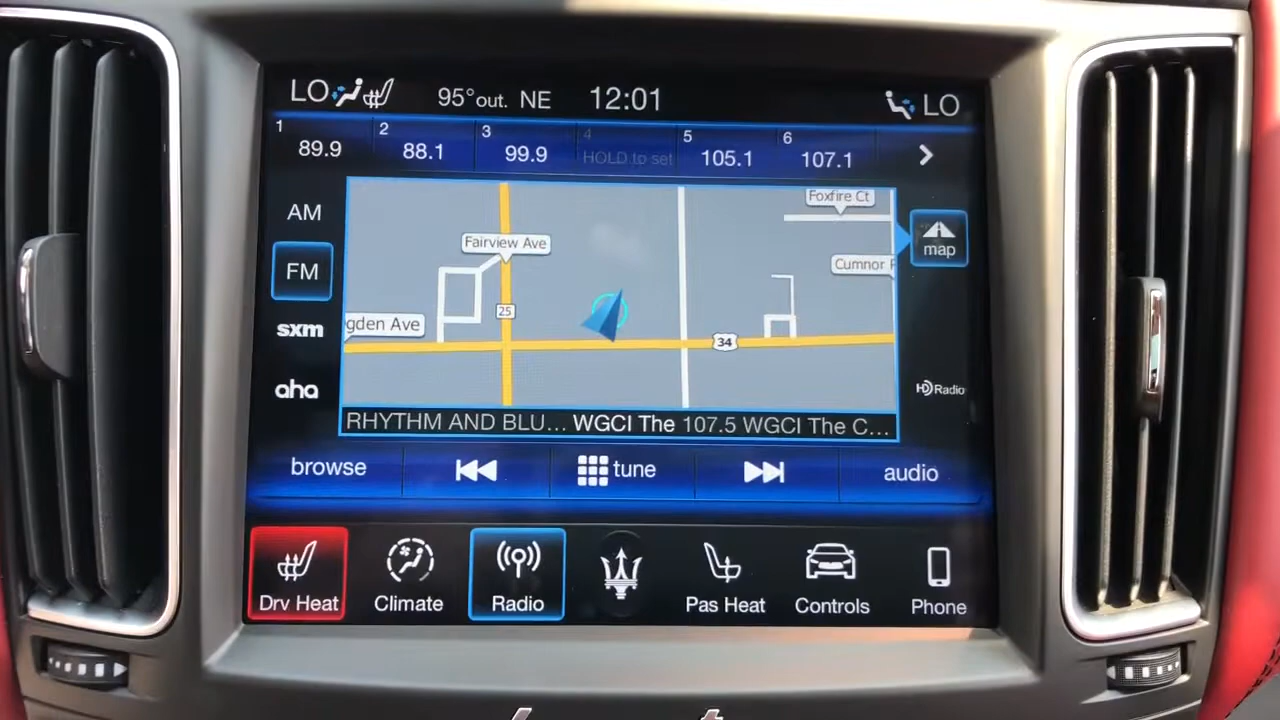 LO 95° out. NE 12:01 LO
1 2 3 4 5 6
89.9 88.1 99.9 HOLD to set 105.1 107.1
AM
FM
sxm
aha
Foxfire Ct
map
Fairview Ave
Cumnor
25
gden Ave
34
HD Radio
RHYTHM AND BLU... WGCI The 107.5 WGCI The C...
browse tune audio
Drv Heat Climate Radio Pas Heat Controls Phone